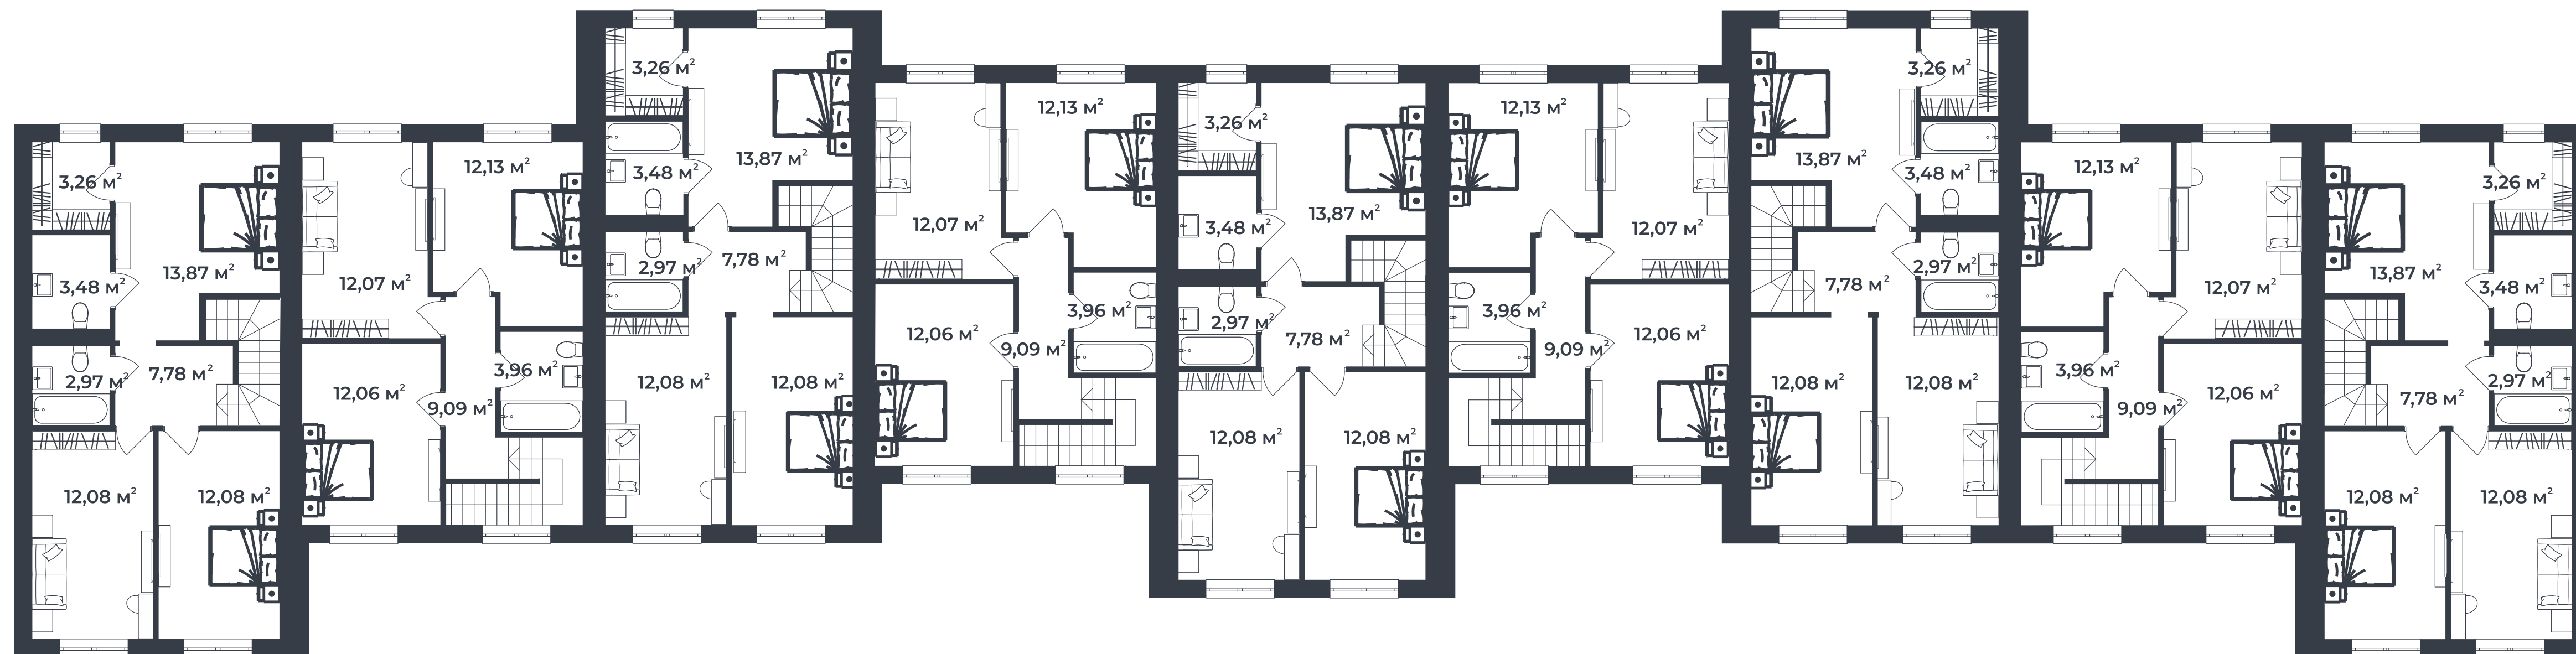 3,26 м²
3,48 м²
13,87 м²
2,97 м²
7,78 м²
12,08 м²
12,08 м²
12,13 м²
12,07 м²
12,06 м²
9,09 м²
3,96 м²
3,26 м²
3,48 м²
13,87 м²
2,97 м²
7,78 м²
12,08 м²
12,08 м²
12,13 м²
12,07 м²
12,06 м²
9,09 м²
3,96 м²
3,26 м²
3,48 м²
13,87 м²
2,97 м²
7,78 м²
12,08 м²
12,08 м²
12,13 м²
12,07 м²
3,96 м²
9,09 м²
12,06 м²
3,26 м²
13,87 м²
3,48 м²
7,78 м²
2,97 м²
12,08 м²
12,08 м²
12,13 м²
12,07 м²
3,96 м²
9,09 м²
12,06 м²
3,26 м²
13,87 м²
3,48 м²
7,78 м²
2,97 м²
12,08 м²
12,08 м²